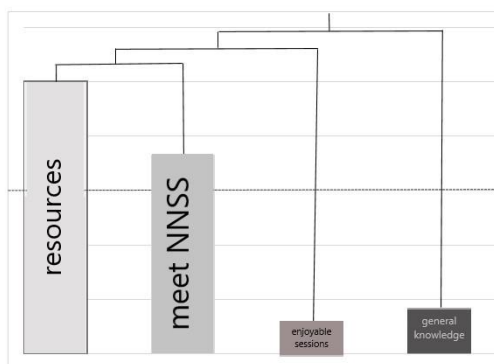 resources
meet NNSS
enjoyable
sessions
general
knowledge